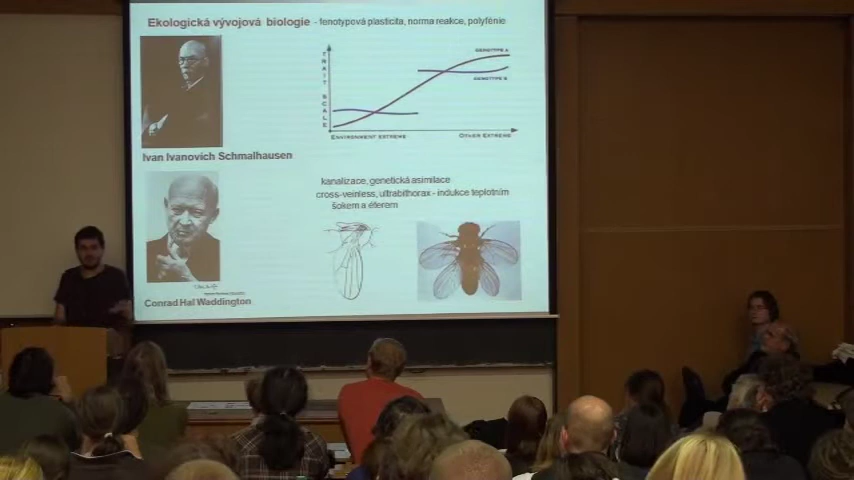 Ekologická vývojová biologie - fenotypová plasticita, norma reakce, polyfénie
TRAIT SCALE
GENOTYPE A
GENOTYPE B
ENVIRONMENT EXTREME
OTHER EXTREME
Ivan Ivanovich Schmalhausen
kanalizace, genetická asimilace
cross-veinless, ultrabithorax - indukce teplotním
šokem a éterem
Conrad Hal Waddington